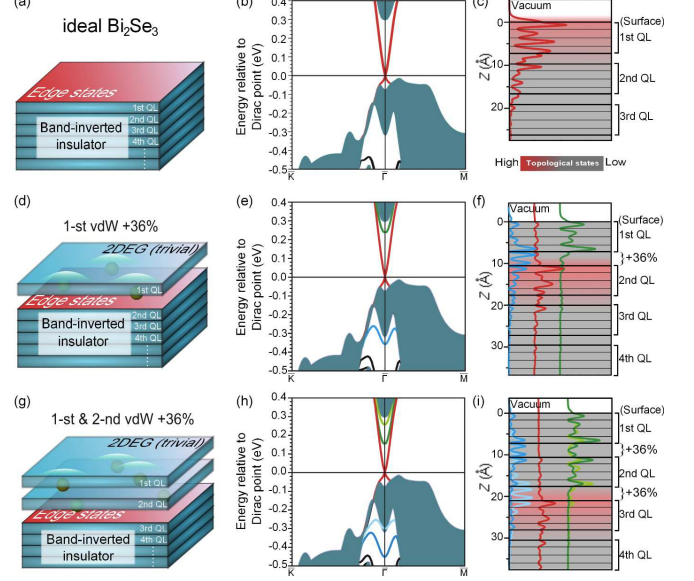 (a)
ideal Bi₂Se₃
Edge states
1st QL
2nd QL
3rd QL
4th QL
Band-inverted
insulator
(b)
Energy relative to
Dirac point (eV)
0.4
0.3
0.2
0.1
0.0
-0.1
-0.2
-0.3
-0.4
-0.5
K̄
Γ̄
M̄
(c)
Vacuum
Z (Å)
0
10
20
(Surface)
1st QL
2nd QL
3rd QL
High
Topological states
Low
(d)
1-st vdW +36%
2DEG (trivial)
1st QL
Edge states
2nd QL
3rd QL
4th QL
Band-inverted
insulator
(e)
Energy relative to
Dirac point (eV)
0.4
0.3
0.2
0.1
0.0
-0.1
-0.2
-0.3
-0.4
-0.5
K̄
Γ̄
M̄
(f)
Vacuum
Z (Å)
0
10
20
30
(Surface)
1st QL
}+36%
2nd QL
3rd QL
4th QL
(g)
1-st & 2-nd vdW +36%
2DEG (trivial)
1st QL
2nd QL
Edge states
3rd QL
4th QL
Band-inverted
insulator
(h)
Energy relative to
Dirac point (eV)
0.4
0.3
0.2
0.1
0.0
-0.1
-0.2
-0.3
-0.4
-0.5
K̄
Γ̄
M̄
(i)
Vacuum
Z (Å)
0
10
20
30
(Surface)
1st QL
}+36%
2nd QL
}+36%
3rd QL
4th QL